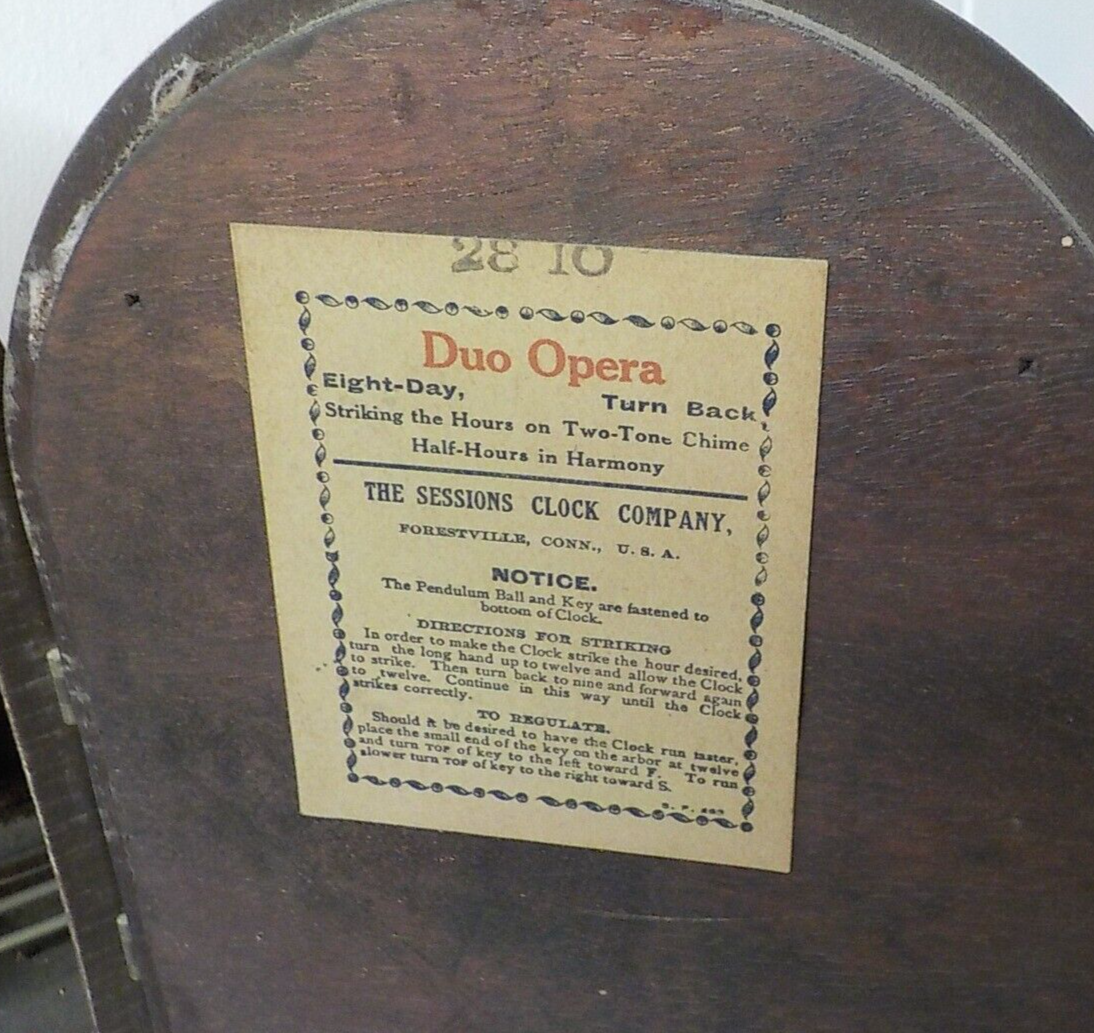 28 10
Duo Opera
Eight-Day, Turn Back
Striking the Hours on Two-Tone Chime
Half-Hours in Harmony
THE SESSIONS CLOCK COMPANY,
FORESTVILLE, CONN., U. S. A.
NOTICE.
The Pendulum Ball and Key are fastened to
bottom of Clock.
DIRECTIONS FOR STRIKING
In order to make the Clock strike the hour desired,
turn the long hand up to twelve and allow the Clock
to strike. Then turn back to nine and forward again
to twelve. Continue in this way until the Clock
strikes correctly.
TO REGULATE.
Should it be desired to have the Clock run faster,
place the small end of the key on the arbor at twelve
and turn TOP of key to the left toward F. To run
slower turn TOP of key to the right toward S.